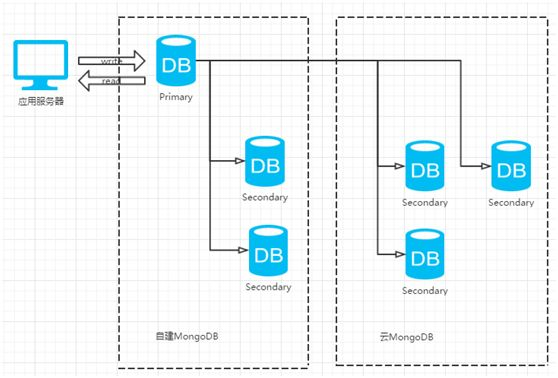 write
DB
read
Primary
应用服务器
DB
DB
DB
Secondary
Secondary
Secondary
DB
DB
Secondary
Secondary
自建MongoDB
云MongoDB